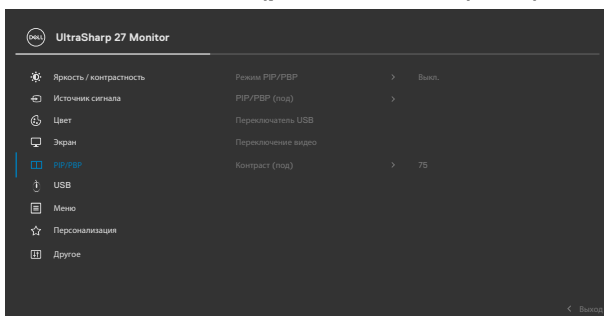 DELL UltraSharp 27 Monitor
Яркость / контрастность Режим PIP/PBP > Выкл.
Источник сигнала PIP/PBP (под) >
Цвет Переключатель USB
Экран Переключение видео
PIP/PBP Контраст (под) > 75
USB
Меню
Персонализация
Другое
< Выход